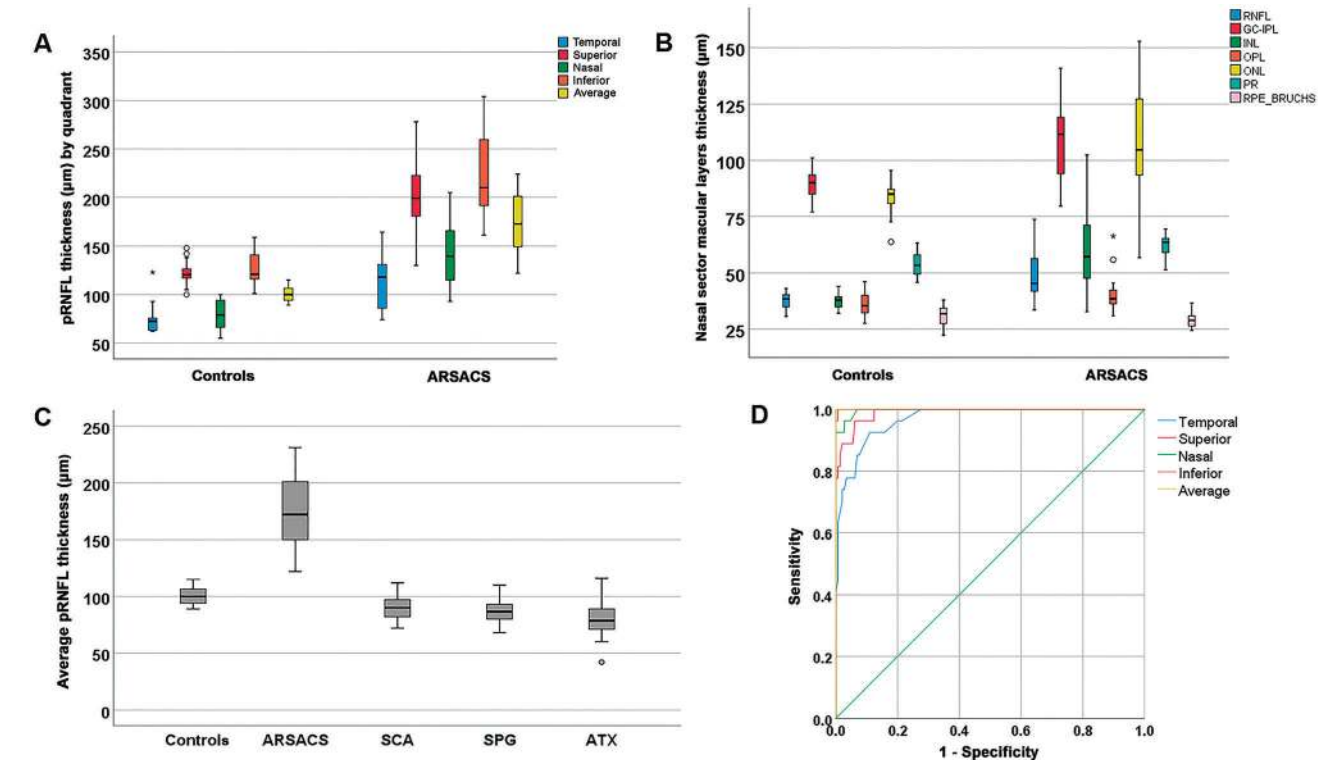 A
pRNFL thickness (µm) by quadrant
350
300
250
200
150
100
50
Controls
ARSACS
Temporal
Superior
Nasal
Inferior
Average
B
Nasal sector macular layers thickness (µm)
150
125
100
75
50
25
Controls
ARSACS
RNFL
GC-IPL
INL
OPL
ONL
PR
RPE_BRUCHS
C
Average pRNFL thickness (µm)
250
200
150
100
50
0
Controls
ARSACS
SCA
SPG
ATX
D
Sensitivity
1.0
0.8
0.6
0.4
0.2
0.0
0.0
0.2
0.4
0.6
0.8
1.0
1 - Specificity
Temporal
Superior
Nasal
Inferior
Average